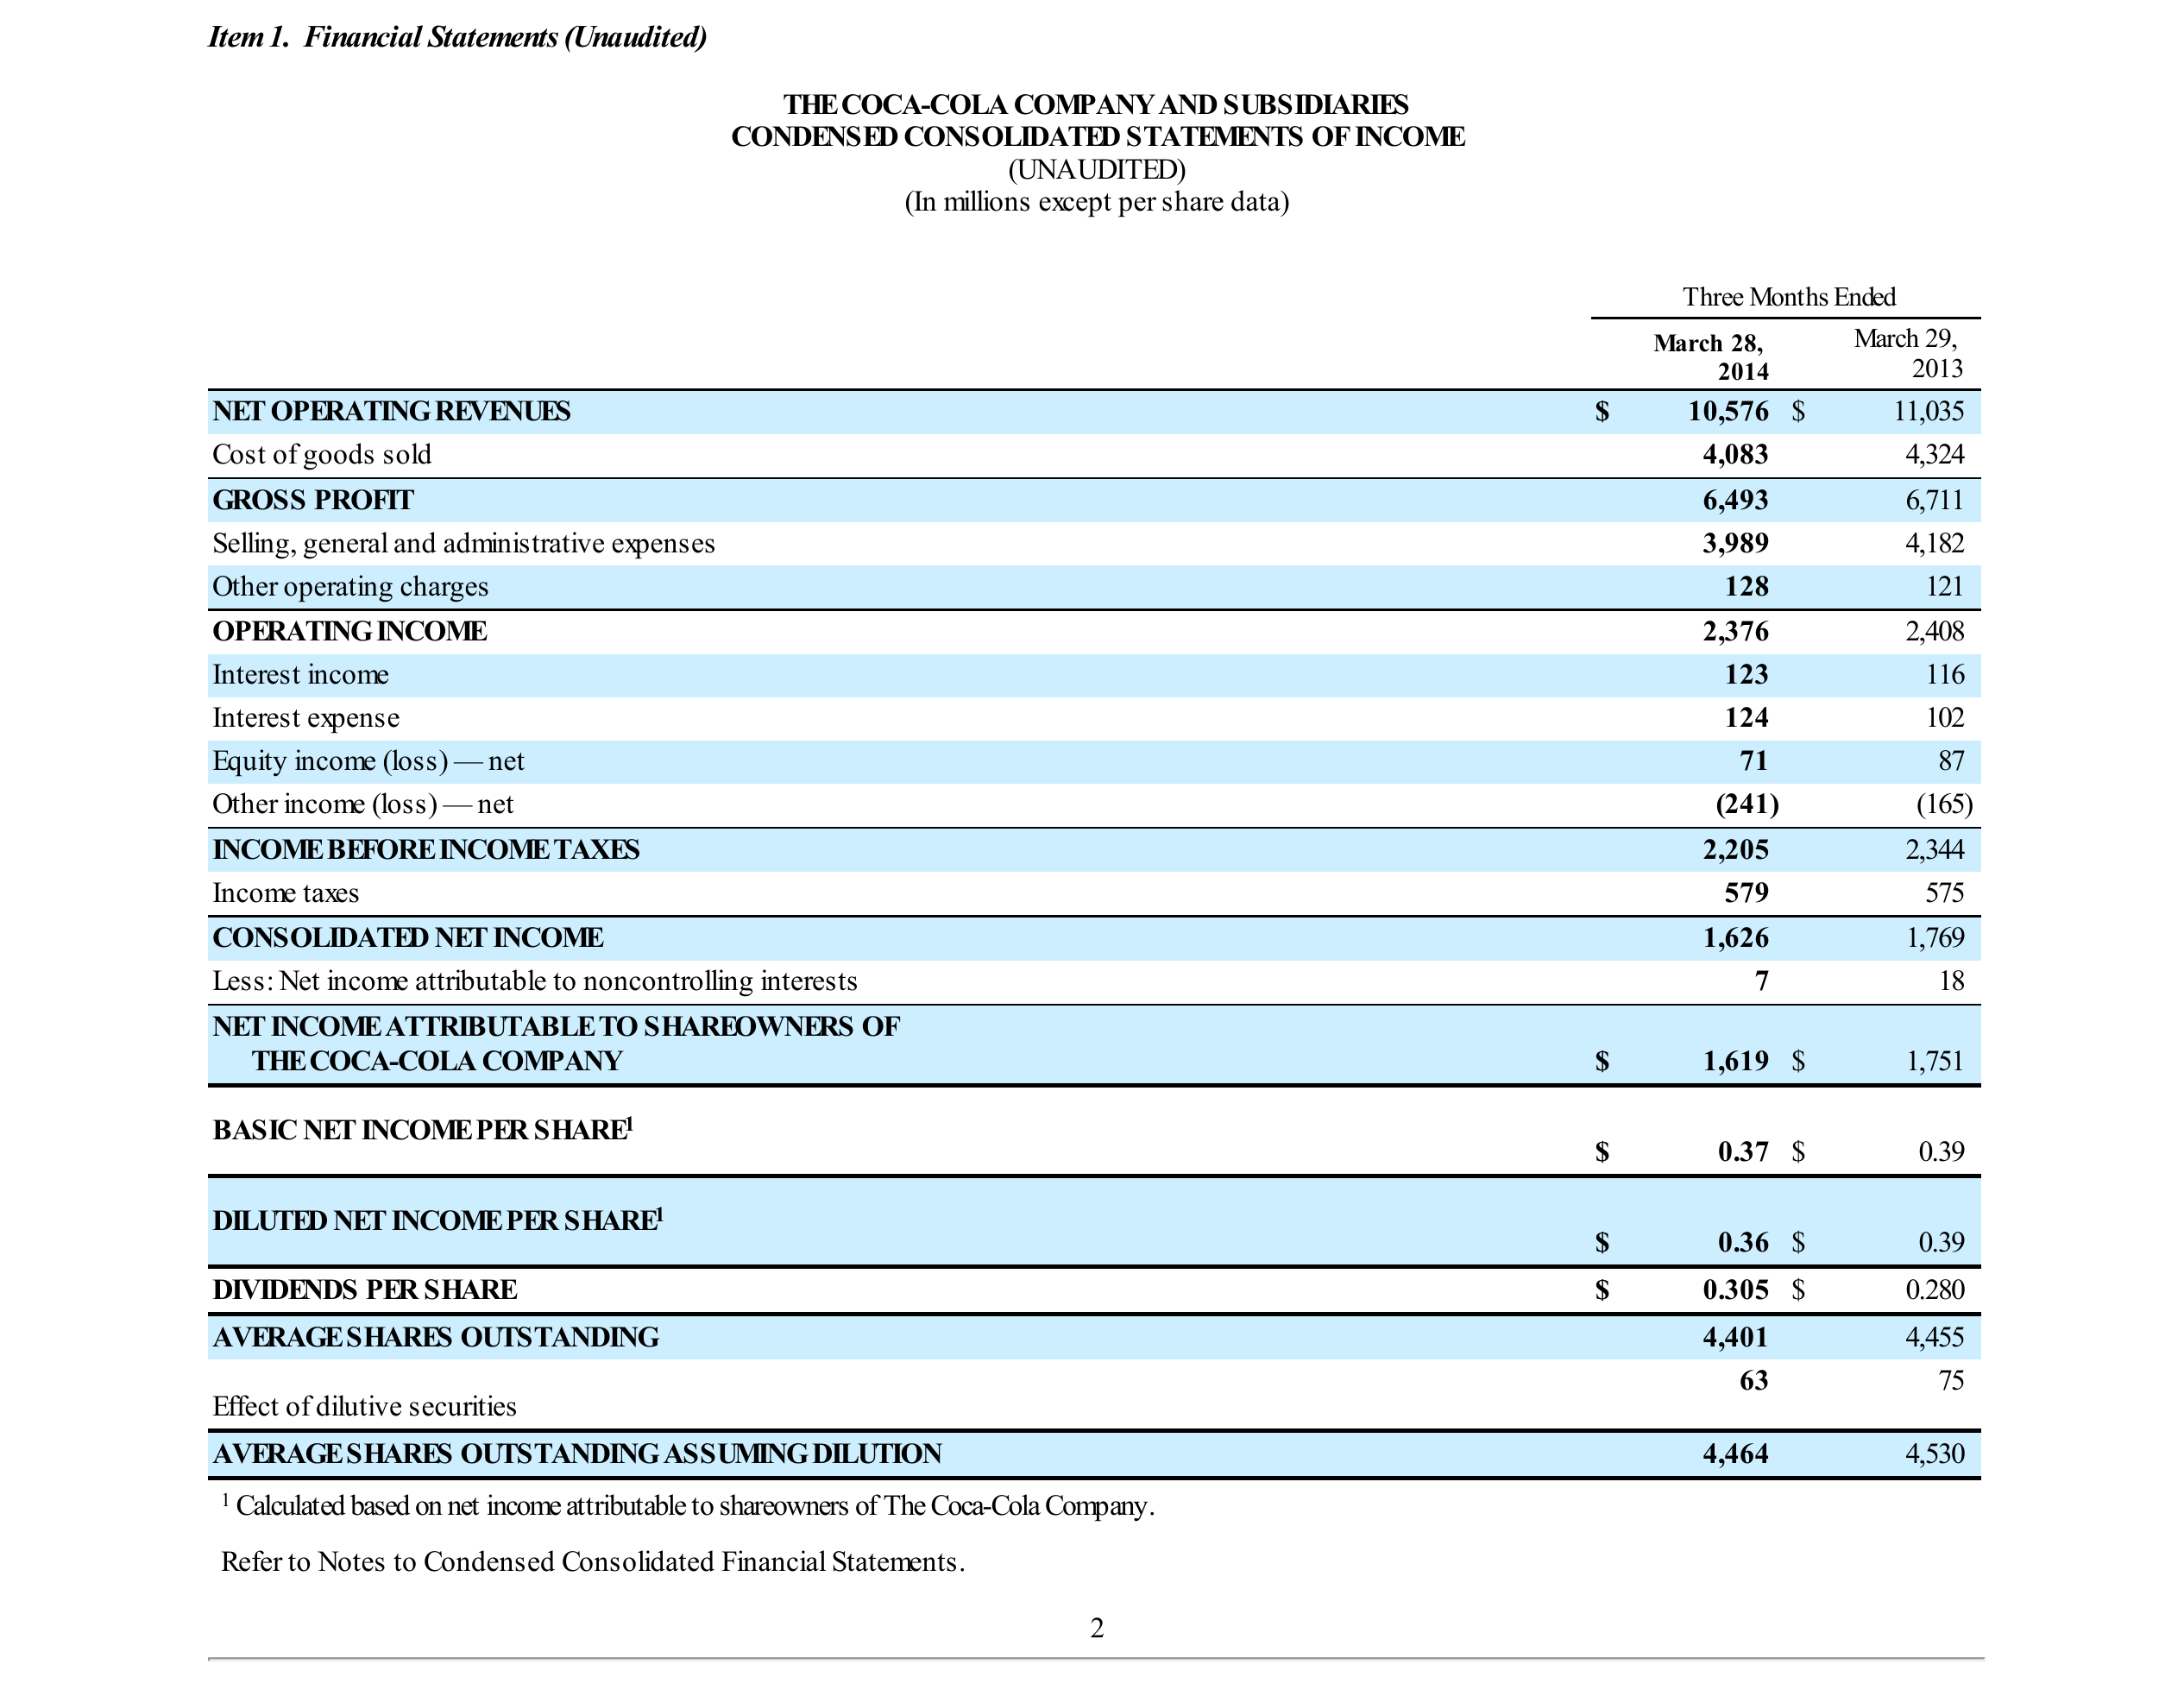 Item 1. Financial Statements (Unaudited)
THE COCA-COLA COMPANY AND SUBSIDIARIES
CONDENSED CONSOLIDATED STATEMENTS OF INCOME
(UNAUDITED)
(In millions except per share data)
Three Months Ended
March 28, 2014 March 29, 2013
NET OPERATING REVENUES $ 10,576 $ 11,035
Cost of goods sold 4,083 4,324
GROSS PROFIT 6,493 6,711
Selling, general and administrative expenses 3,989 4,182
Other operating charges 128 121
OPERATING INCOME 2,376 2,408
Interest income 123 116
Interest expense 124 102
Equity income (loss) — net 71 87
Other income (loss) — net (241) (165)
INCOME BEFORE INCOME TAXES 2,205 2,344
Income taxes 579 575
CONSOLIDATED NET INCOME 1,626 1,769
Less: Net income attributable to noncontrolling interests 7 18
NET INCOME ATTRIBUTABLE TO SHAREOWNERS OF
THE COCA-COLA COMPANY $ 1,619 $ 1,751
BASIC NET INCOME PER SHARE¹ $ 0.37 $ 0.39
DILUTED NET INCOME PER SHARE¹ $ 0.36 $ 0.39
DIVIDENDS PER SHARE $ 0.305 $ 0.280
AVERAGE SHARES OUTSTANDING 4,401 4,455
Effect of dilutive securities 63 75
AVERAGE SHARES OUTSTANDING ASSUMING DILUTION 4,464 4,530
¹ Calculated based on net income attributable to shareowners of The Coca-Cola Company.
Refer to Notes to Condensed Consolidated Financial Statements.
2